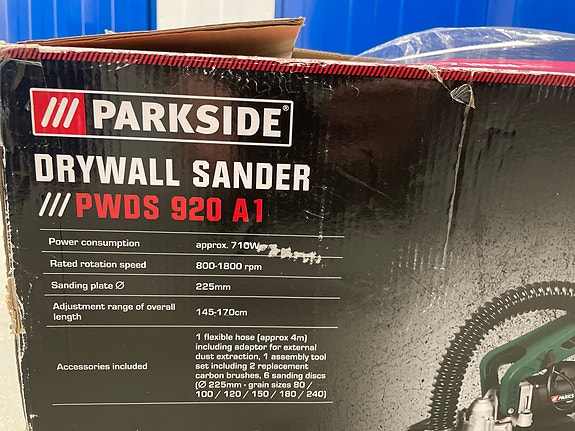 /// PARKSIDE®
DRYWALL SANDER
/// PWDS 920 A1
Power consumption approx. 710W
Rated rotation speed 800-1800 rpm
Sanding plate Ø 225mm
Adjustment range of overall length 145-170cm
Accessories included 1 flexible hose (approx 4m)
including adaptor for external
dust extraction, 1 assembly tool
set including 2 replacement
carbon brushes, 6 sanding discs
(Ø 225mm - grain sizes 80 /
100 / 120 / 150 / 180 / 240)